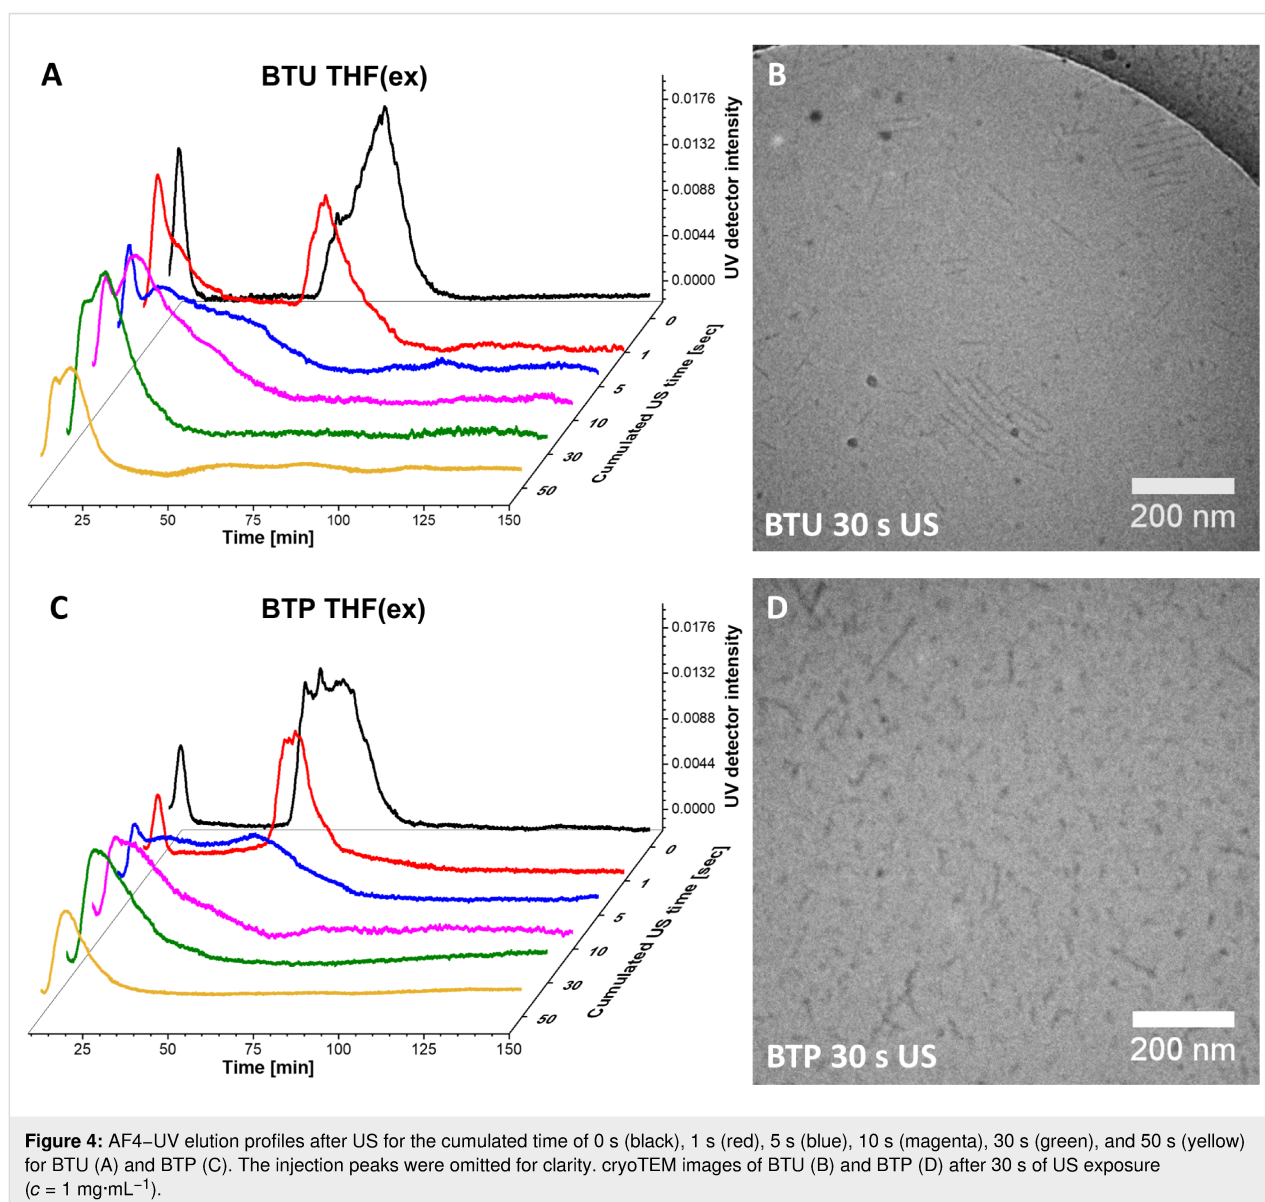 A
BTU THF(ex)
0.0176
0.0132
0.0088
0.0044
0.0000
UV detector intensity
0
1
5
10
30
50
Cumulated US time [sec]
25 50 75 100 125 150
Time [min]
B
BTU 30 s US
200 nm
C
BTP THF(ex)
0.0176
0.0132
0.0088
0.0044
0.0000
UV detector intensity
0
1
5
10
30
50
Cumulated US time [sec]
25 50 75 100 125 150
Time [min]
D
BTP 30 s US
200 nm
Figure 4: AF4–UV elution profiles after US for the cumulated time of 0 s (black), 1 s (red), 5 s (blue), 10 s (magenta), 30 s (green), and 50 s (yellow)
for BTU (A) and BTP (C). The injection peaks were omitted for clarity. cryoTEM images of BTU (B) and BTP (D) after 30 s of US exposure
(c = 1 mg·mL⁻¹).